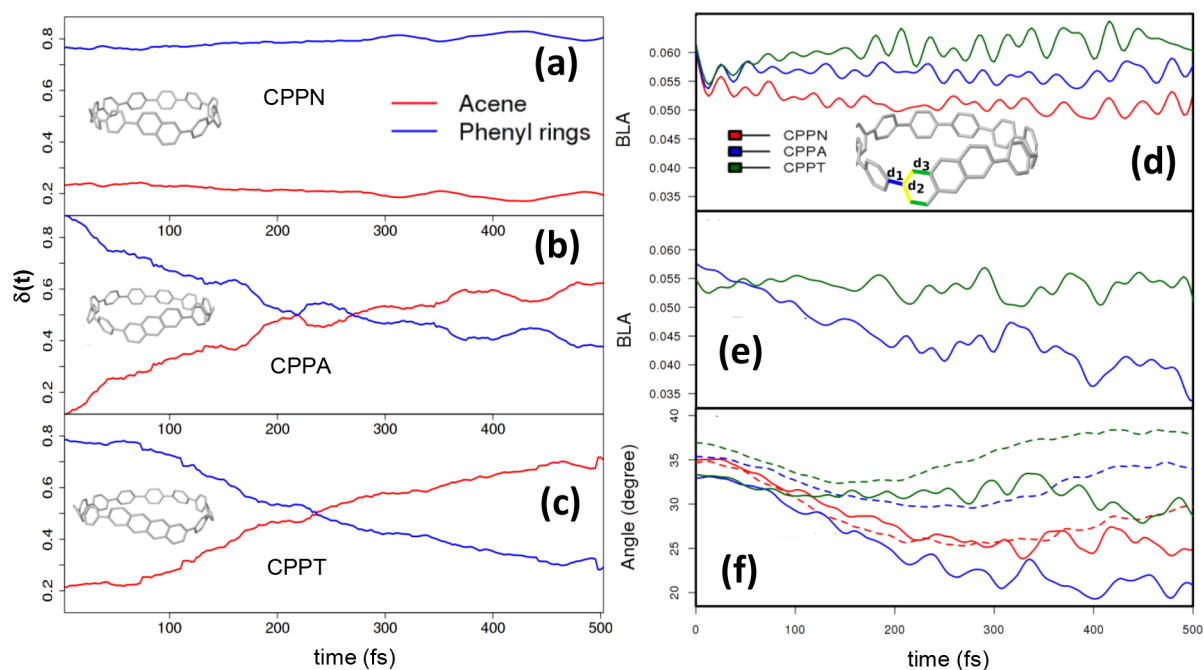 0.8
0.6
0.4
0.2
(a)
CPPN
Acene
Phenyl rings
100
200
300
400
0.8
0.6
0.4
0.2
(b)
CPPA
δ(t)
100
200
300
400
0.8
0.6
0.4
0.2
(c)
CPPT
100
200
300
400
500
time (fs)
0.060
0.055
0.050
0.045
0.040
0.035
BLA
CPPN
CPPA
CPPT
d1
d2
d3
(d)
0.060
0.055
0.050
0.045
0.040
0.035
BLA
(e)
40
35
30
25
20
Angle (degree)
(f)
0
100
200
300
400
500
time (fs)